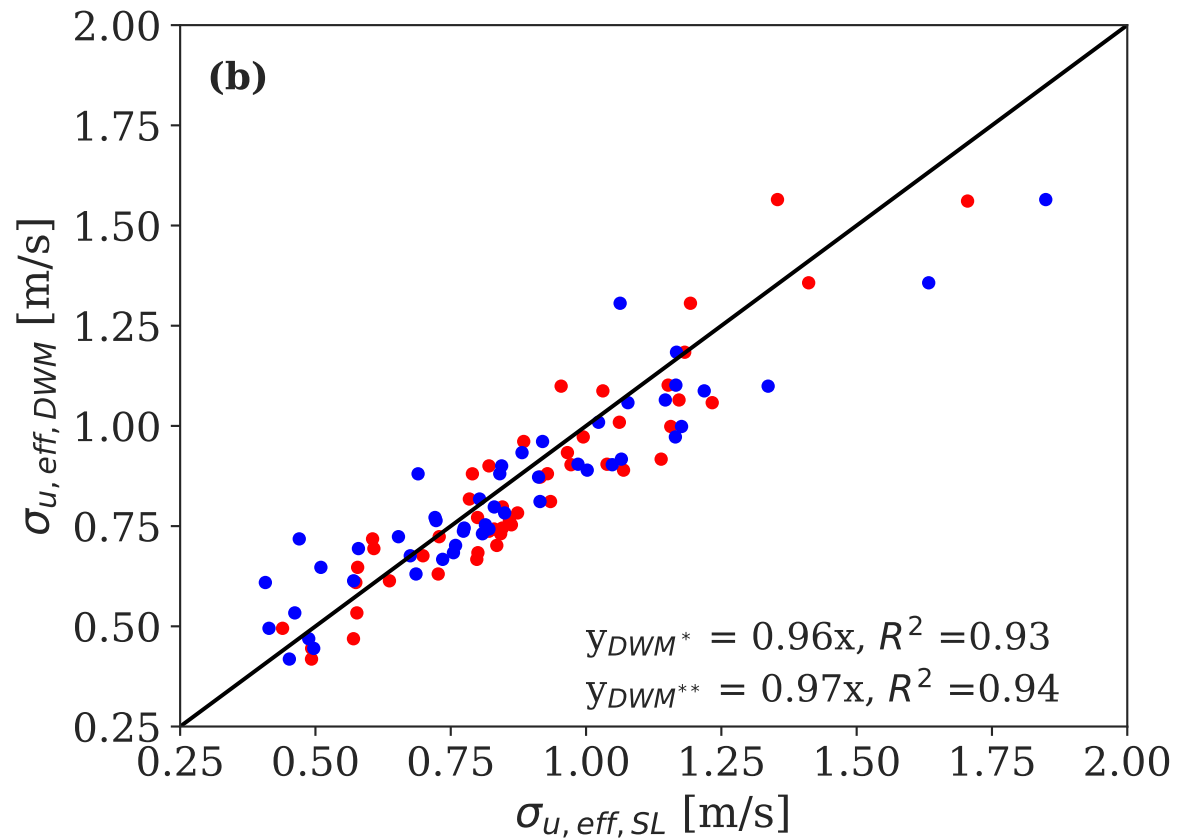 (b)
2.00
1.75
1.50
1.25
1.00
0.75
0.50
0.25
σu,eff,DWM [m/s]
yDWM* = 0.96x, R² =0.93
yDWM** = 0.97x, R² =0.94
0.25 0.50 0.75 1.00 1.25 1.50 1.75 2.00
σu,eff,SL [m/s]